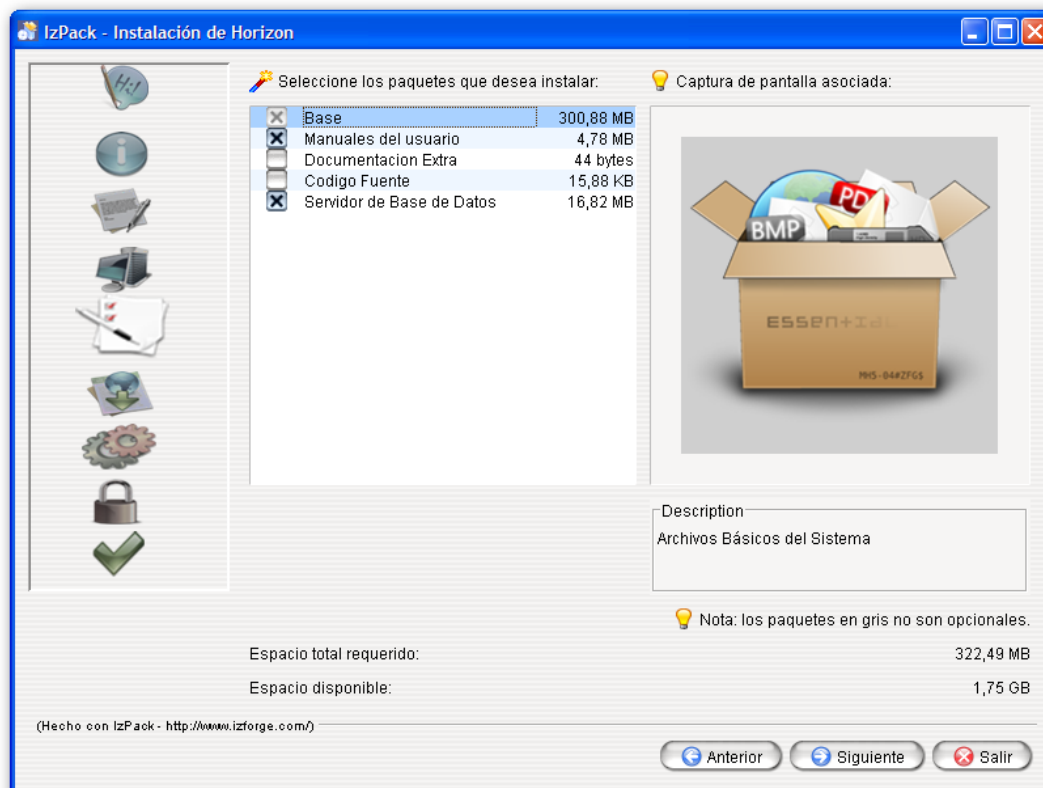 IzPack - Instalación de Horizon
Hi!
Seleccione los paquetes que desea instalar:
Captura de pantalla asociada:
Base 300,88 MB
Manuales del usuario 4,78 MB
Documentacion Extra 44 bytes
Codigo Fuente 15,88 KB
Servidor de Base de Datos 16,82 MB
BMP
MHS-04#ZFG$
Description
Archivos Básicos del Sistema
Nota: los paquetes en gris no son opcionales.
Espacio total requerido: 322,49 MB
Espacio disponible: 1,75 GB
(Hecho con IzPack - http://www.izforge.com/)
Anterior
Siguiente
Salir